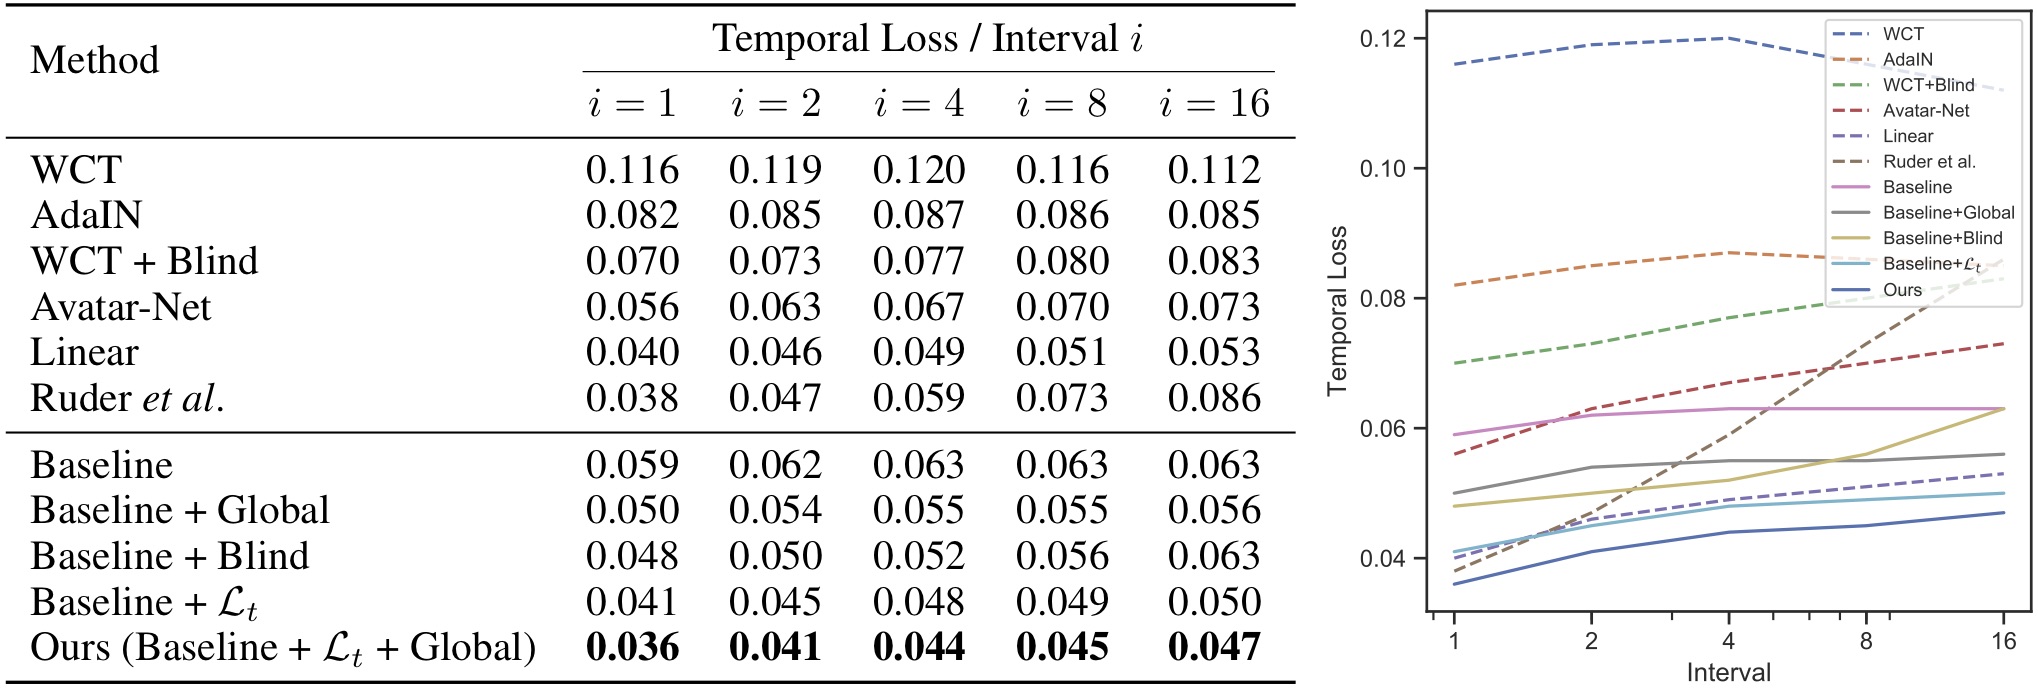 Method Temporal Loss / Interval i
i = 1 i = 2 i = 4 i = 8 i = 16
WCT 0.116 0.119 0.120 0.116 0.112
AdaIN 0.082 0.085 0.087 0.086 0.085
WCT + Blind 0.070 0.073 0.077 0.080 0.083
Avatar-Net 0.056 0.063 0.067 0.070 0.073
Linear 0.040 0.046 0.049 0.051 0.053
Ruder et al. 0.038 0.047 0.059 0.073 0.086
Baseline 0.059 0.062 0.063 0.063 0.063
Baseline + Global 0.050 0.054 0.055 0.055 0.056
Baseline + Blind 0.048 0.050 0.052 0.056 0.063
Baseline + ℒt 0.041 0.045 0.048 0.049 0.050
Ours (Baseline + ℒt + Global) 0.036 0.041 0.044 0.045 0.047
Temporal Loss
0.12
0.10
0.08
0.06
0.04
WCT
AdaIN
WCT+Blind
Avatar-Net
Linear
Ruder et al.
Baseline
Baseline+Global
Baseline+Blind
Baseline+ℒt
Ours
1 2 4 8 16
Interval